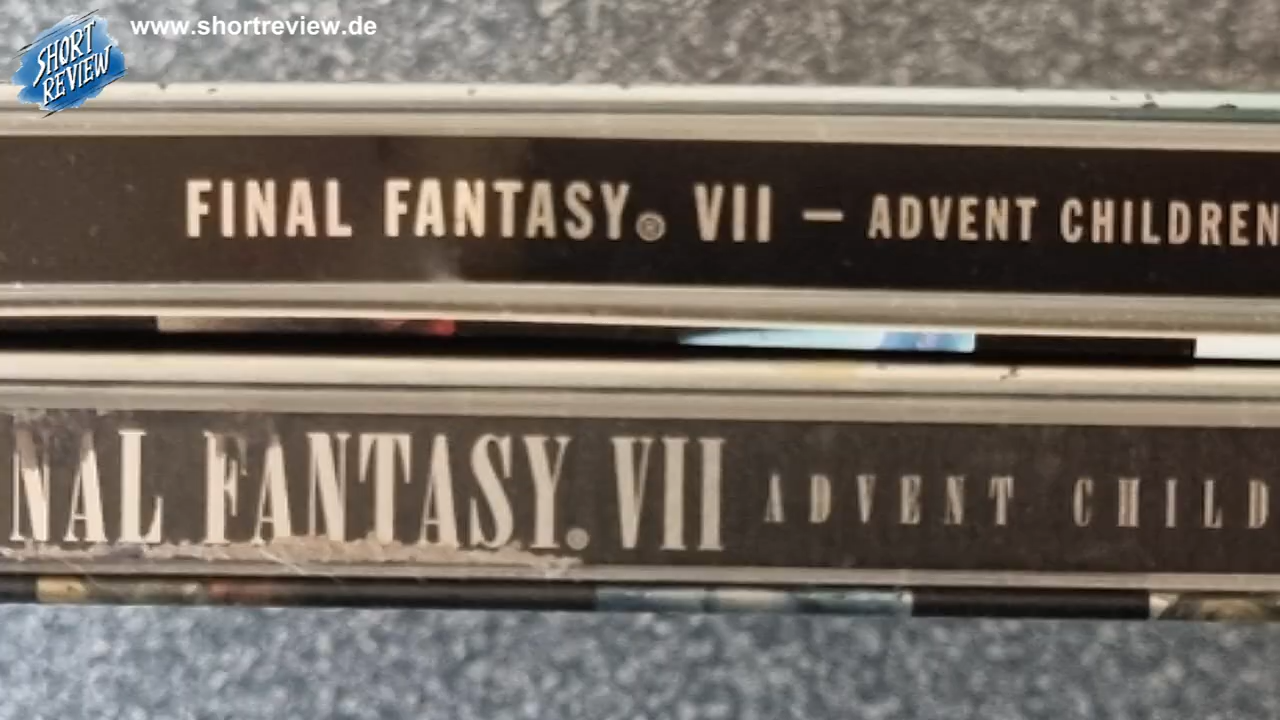 www.shortreview.de
SHORT
REVIEW
FINAL FANTASY® VII – ADVENT CHILDREN
NAL FANTASY. VII ADVENT CHILD